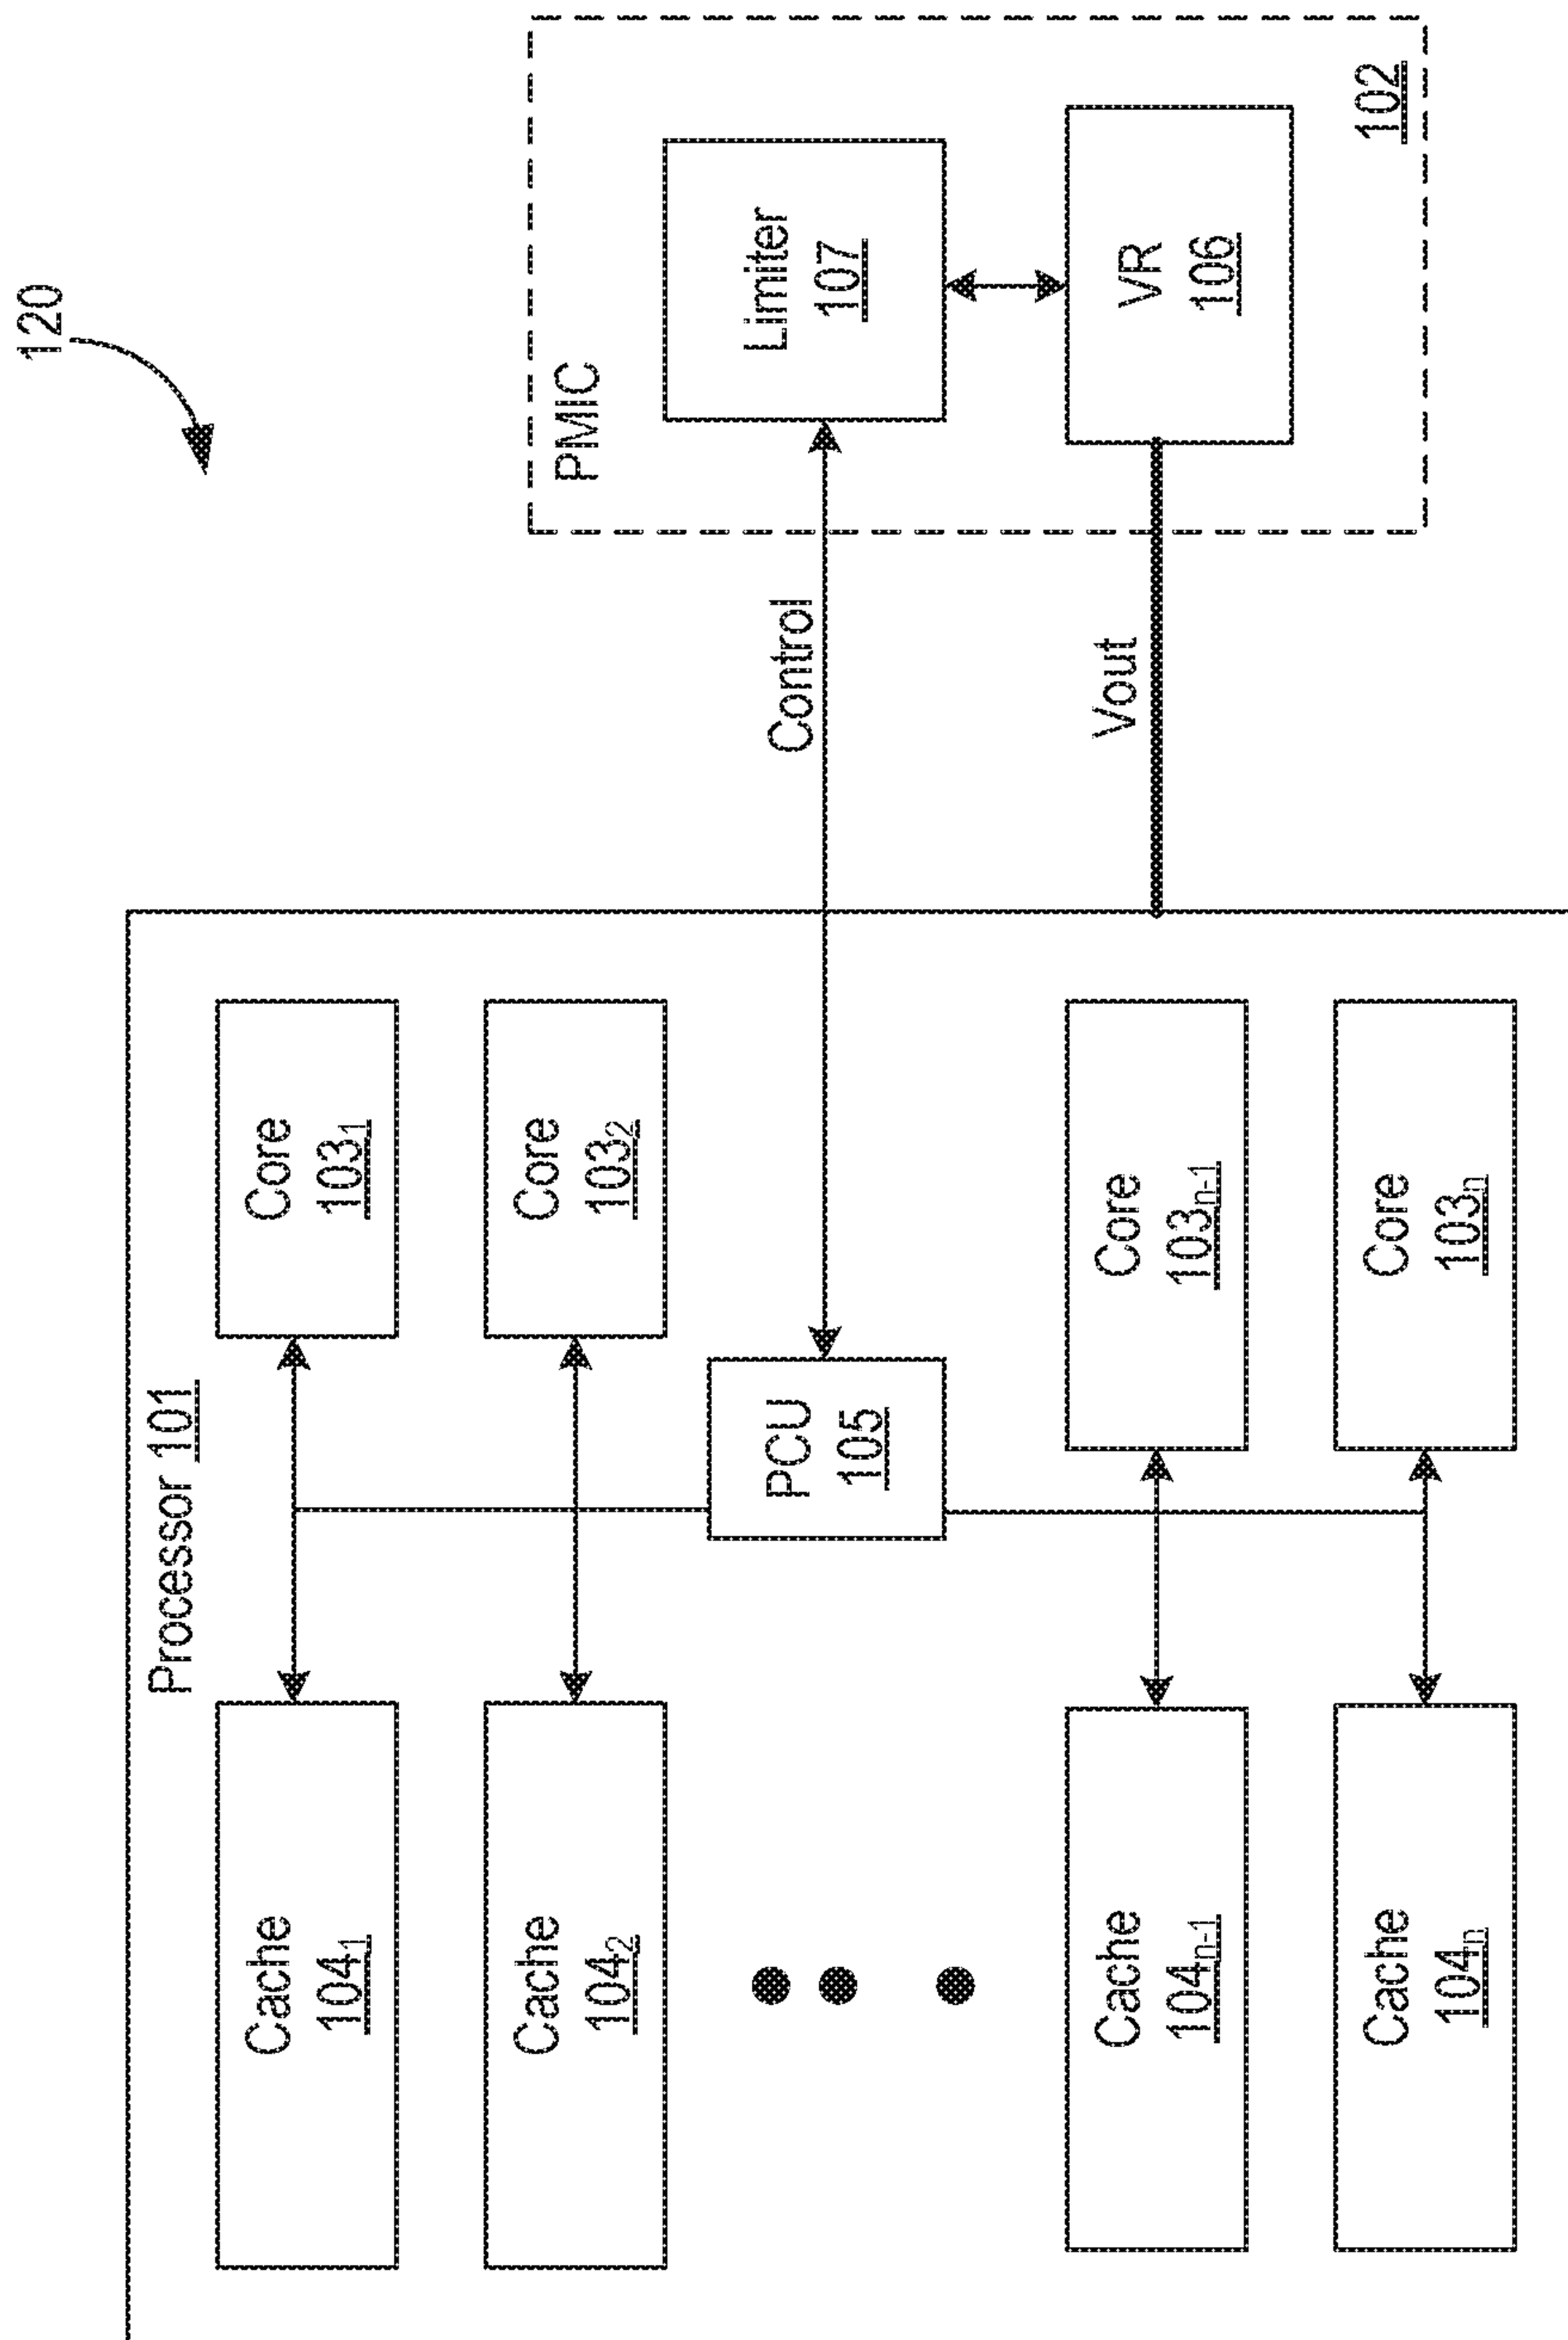 120
Processor 101
Cache
104₁
Core
103₁
Cache
104₂
Core
103₂
PCU
105
Cache
104ₙ₋₁
Core
103ₙ₋₁
Cache
104ₙ
Core
103ₙ
Control
Vout
PMIC
Limiter
107
VR
106
102